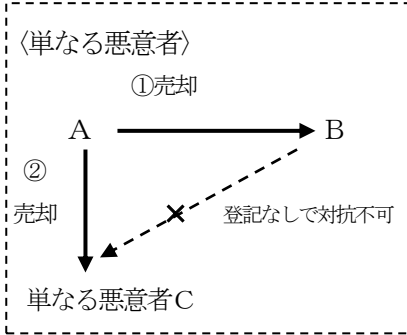 〈単なる悪意者〉
①売却
A B
②
売却 登記なしで対抗不可
単なる悪意者C